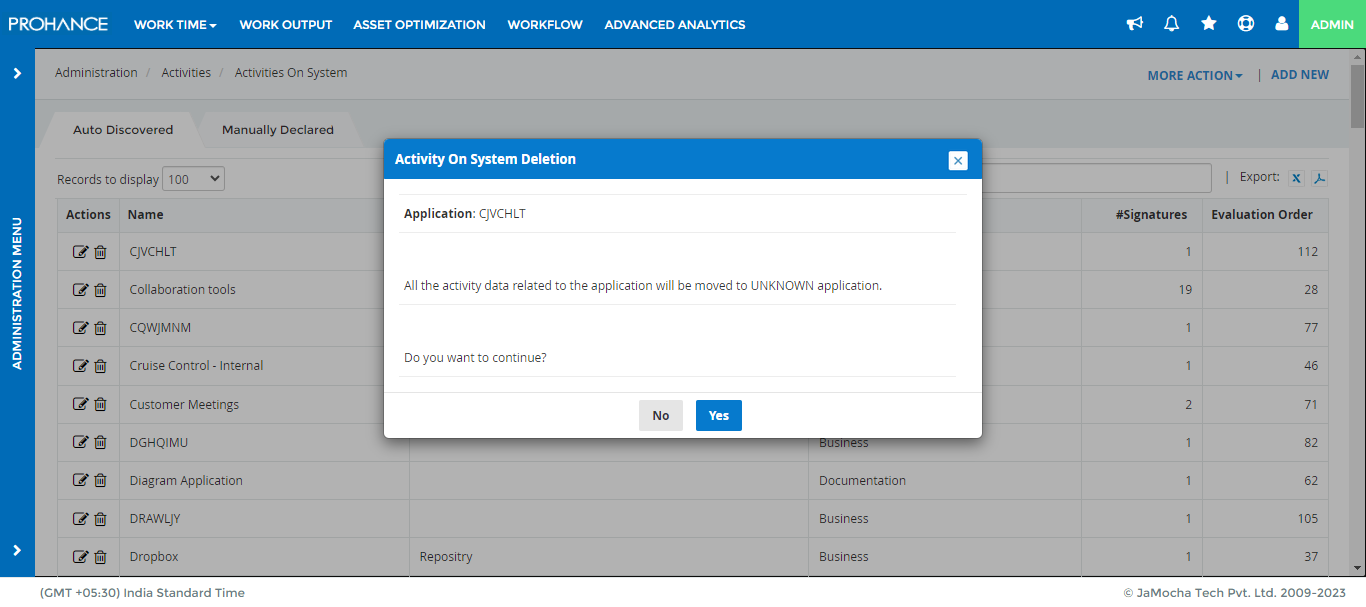 PROHANCE WORK TIME WORK OUTPUT ASSET OPTIMIZATION WORKFLOW ADVANCED ANALYTICS ADMIN
Administration / Activities / Activities On System MORE ACTION | ADD NEW
Auto Discovered Manually Declared
Activity On System Deletion
Records to display 100 | Export:
Application: CJVCHLT
Actions Name #Signatures Evaluation Order
CJVCHLT 1 112
All the activity data related to the application will be moved to UNKNOWN application.
Collaboration tools 19 28
CQWJMNM 1 77
Do you want to continue?
Cruise Control - Internal 1 46
Customer Meetings 2 71
No Yes
DGHQIMU Business 1 82
Diagram Application Documentation 1 62
DRAWLJY Business 1 105
Dropbox Repositry Business 1 37
ADMINISTRATION MENU
(GMT +05:30) India Standard Time © JaMocha Tech Pvt. Ltd. 2009-2023